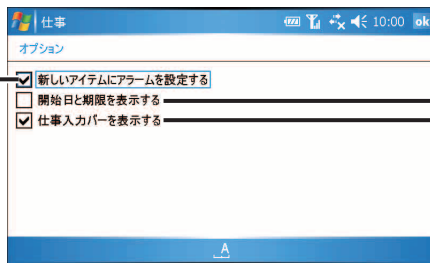 仕事 10:00 ok
オプション
新しいアイテムにアラームを設定する
開始日と期限を表示する
仕事入力バーを表示する
A